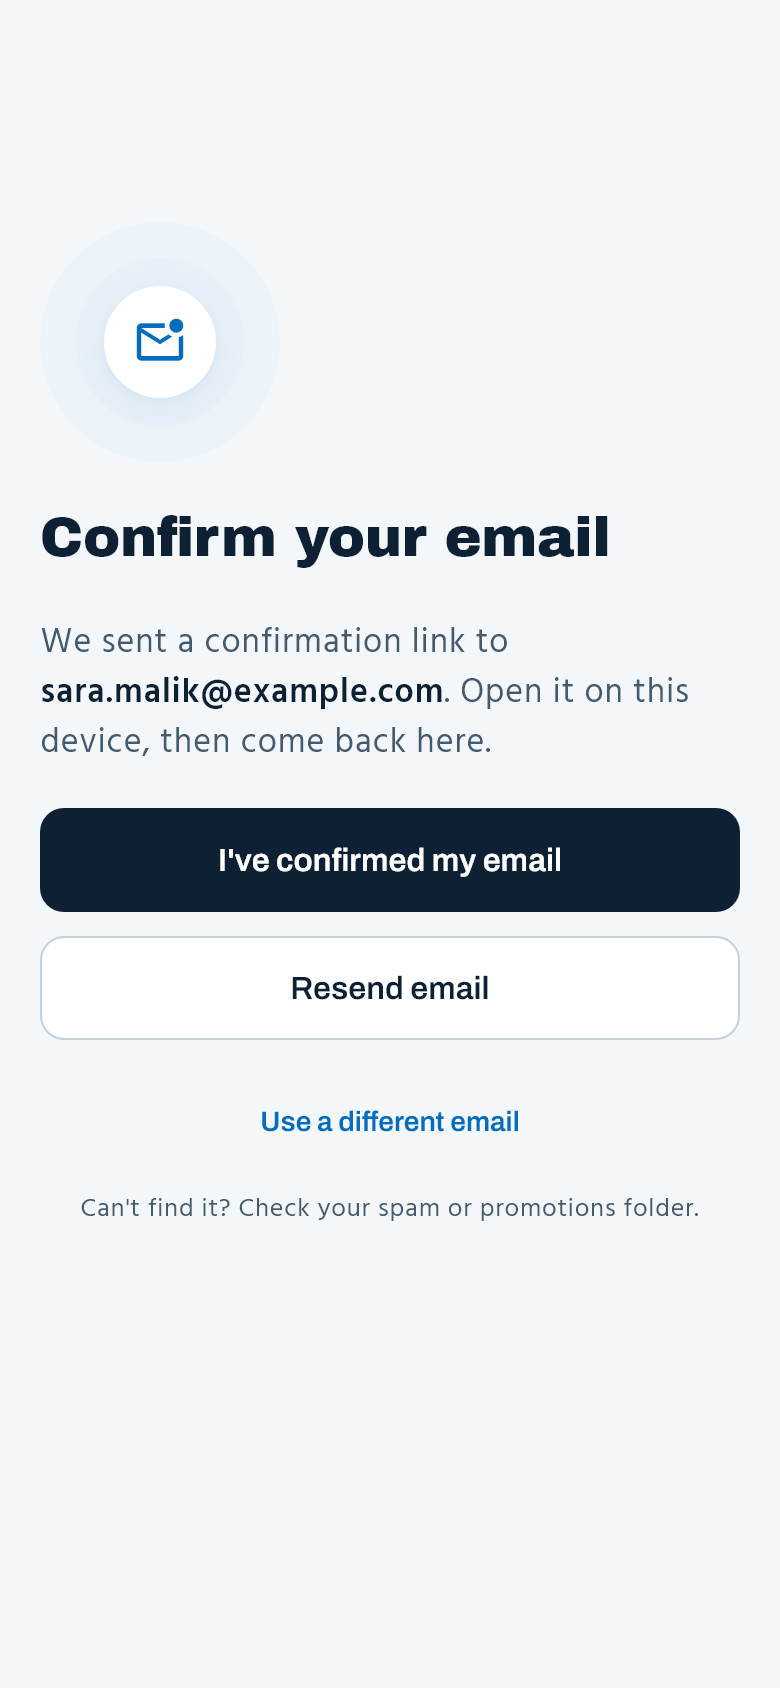 Confirm your email
We sent a confirmation link to
sara.malik@example.com. Open it on this
device, then come back here.
I've confirmed my email
Resend email
Use a different email
Can't find it? Check your spam or promotions folder.